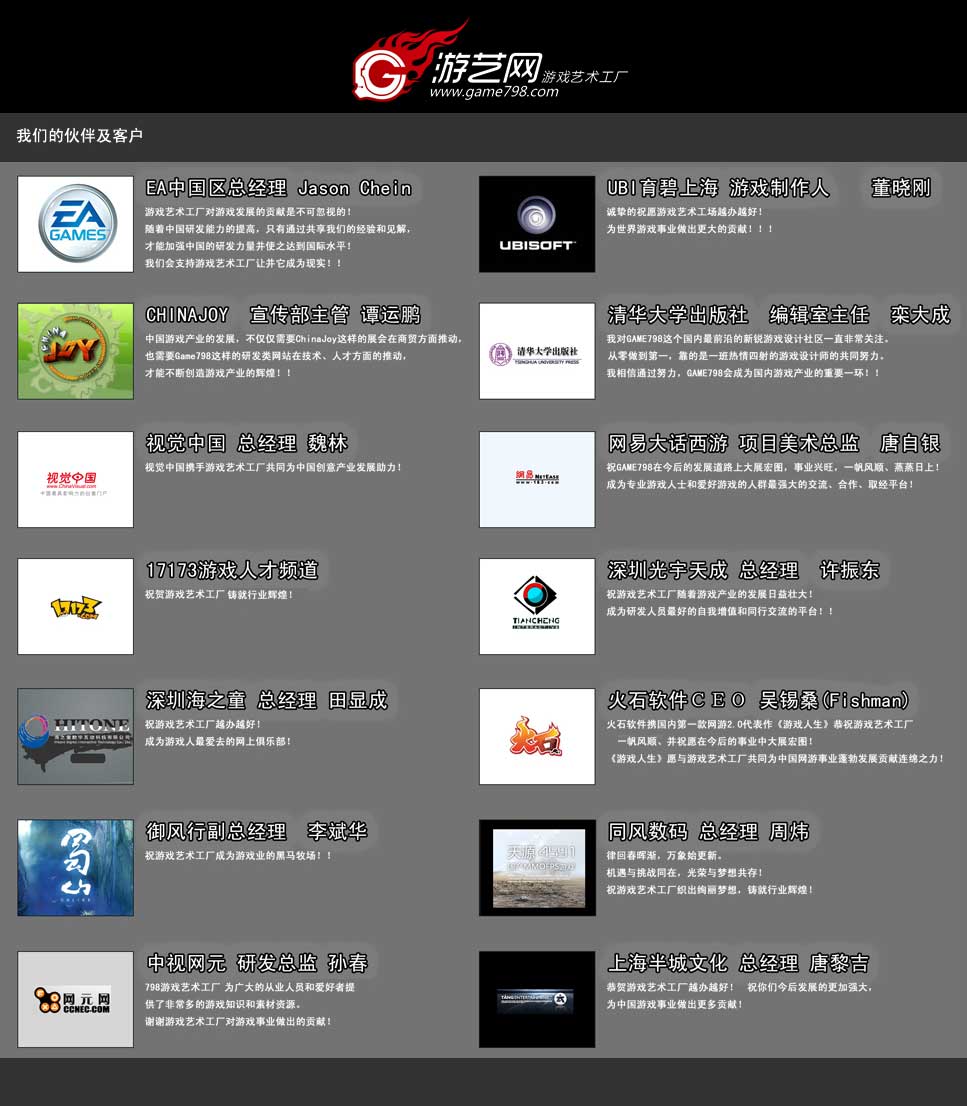 游艺网 游戏艺术工厂
www.game798.com
我们的伙伴及客户
EA GAMES
EA中国区总经理 Jason Chein
游戏艺术工厂对游戏发展的贡献是不可忽视的！
随着中国研发能力的提高，只有通过共享我们的经验和见解，
才能加强中国的研发力量并使之达到国际水平！
我们会支持游戏艺术工厂让并它成为现实！！
UBISOFT
UBI育碧上海 游戏制作人 董晓刚
诚挚的祝愿游戏艺术工场越办越好！
为世界游戏事业做出更大的贡献！！！
CHINA JOY
CHINAJOY 宣传部主管 谭运鹏
中国游戏产业的发展，不仅仅需要ChinaJoy这样的展会在商贸方面推动，
也需要Game798这样的研发类网站在技术、人才方面的推动，
才能不断创造游戏产业的辉煌！！
清华大学出版社
TSINGHUA UNIVERSITY PRESS
清华大学出版社 编辑室主任 栾大成
我对GAME798这个国内最前沿的新锐游戏设计社区一直非常关注。
从零做到第一，靠的是一班热情四射的游戏设计师的共同努力。
我相信通过努力，GAME798会成为国内游戏产业的重要一环！！
视觉中国
www.ChinaVisual.com
中国最具影响力的创意门户
视觉中国 总经理 魏林
视觉中国携手游戏艺术工厂共同为中国创意产业发展助力！
網易 NETEASE
www.163.com
网易大话西游 项目美术总监 唐自银
祝GAME798在今后的发展道路上大展宏图，事业兴旺，一帆风顺、蒸蒸日上！
成为专业游戏人士和爱好游戏的人群最强大的交流、合作、取经平台！
17173
.com
17173游戏人才频道
祝贺游戏艺术工厂 铸就行业辉煌！
TIANCHENG
INTERACTIVE
深圳光宇天成 总经理 许振东
祝游戏艺术工厂随着游戏产业的发展日益壮大！
成为研发人员最好的自我增值和同行交流的平台！！
HITONE
深圳海之童 总经理 田显成
祝游戏艺术工厂越办越好！
成为游戏人最爱去的网上俱乐部！
火石
火石软件ＣＥＯ 吴锡桑(Fishman)
火石软件携国内第一款网游2.0代表作《游戏人生》恭祝游戏艺术工厂
一帆风顺、并祝愿在今后的事业中大展宏图！
《游戏人生》愿与游戏艺术工厂共同为中国网游事业蓬勃发展贡献连绵之力！
蜀山
ONLINE
御风行副总经理 李斌华
祝游戏艺术工厂成为游戏业的黑马牧场！！
天源
同风数码 总经理 周炜
律回春晖渐，万象始更新。
机遇与挑战同在，光荣与梦想共存！
祝游戏艺术工厂织出绚丽梦想，铸就行业辉煌！
网元网
CCNEC.COM
中视网元 研发总监 孙春
798游戏艺术工厂 为广大的从业人员和爱好者提
供了非常多的游戏知识和素材资源。
谢谢游戏艺术工厂对游戏事业做出的贡献！
上海半城文化 总经理 唐黎吉
恭贺游戏艺术工厂越办越好！ 祝你们今后发展的更加强大，
为中国游戏事业做出更多贡献！